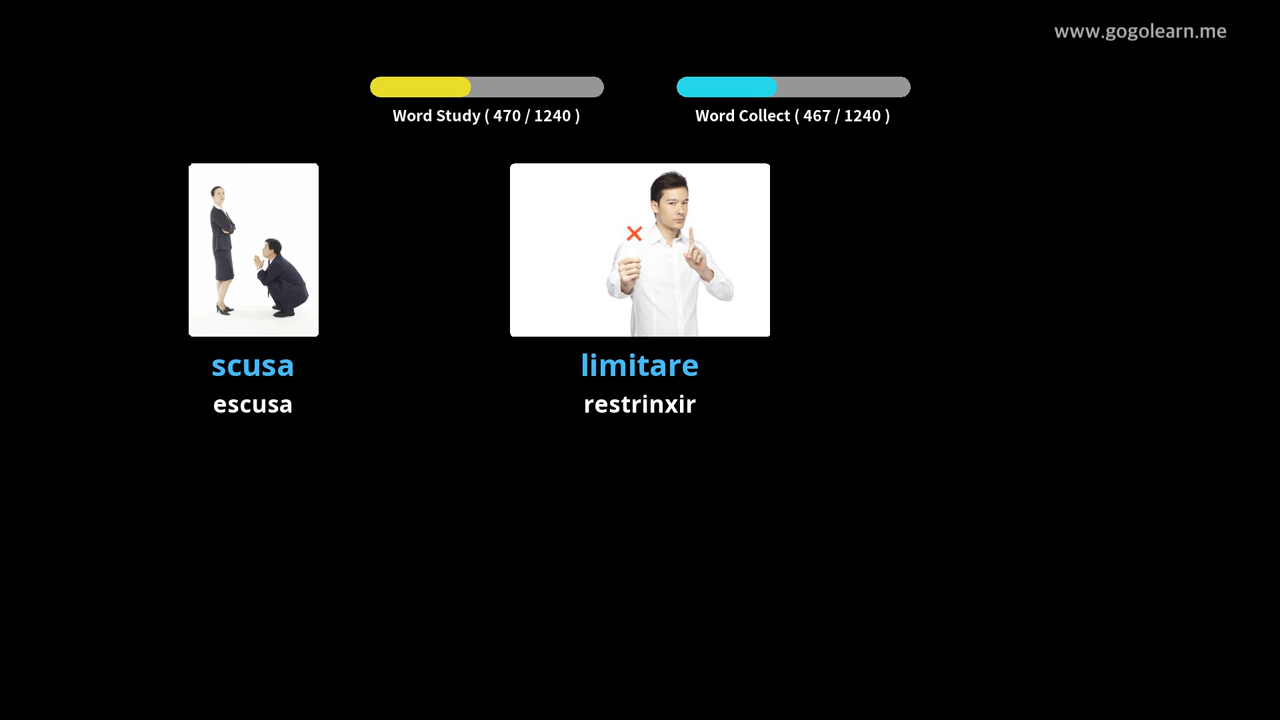 www.gogolearn.me
Word Study ( 470 / 1240 )
Word Collect ( 467 / 1240 )
scusa
escusa
limitare
restrinxir